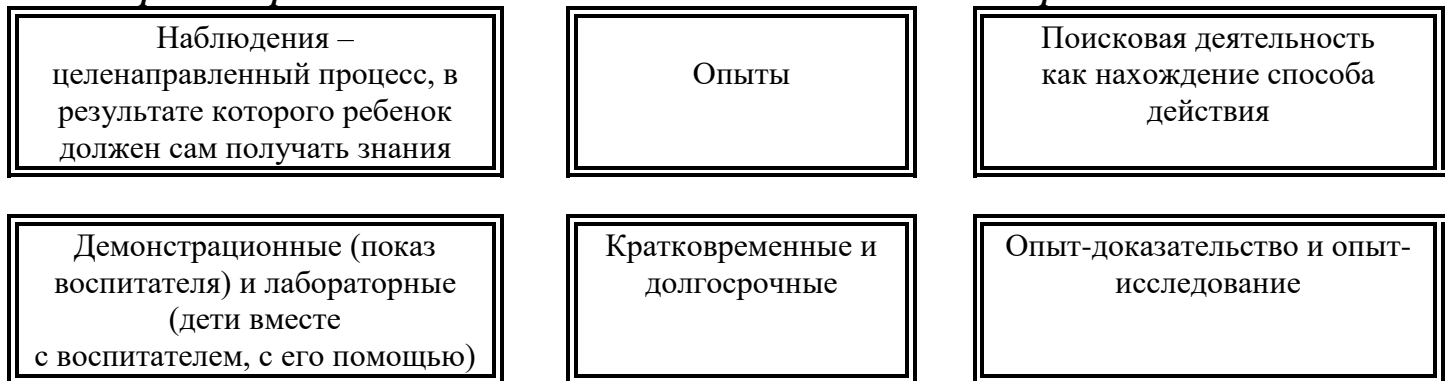 Наблюдения –
целенаправленный процесс, в
результате которого ребенок
должен сам получать знания
Опыты
Поисковая деятельность
как нахождение способа
действия
Демонстрационные (показ
воспитателя) и лабораторные
(дети вместе
с воспитателем, с его помощью)
Кратковременные и
долгосрочные
Опыт-доказательство и опыт-
исследование